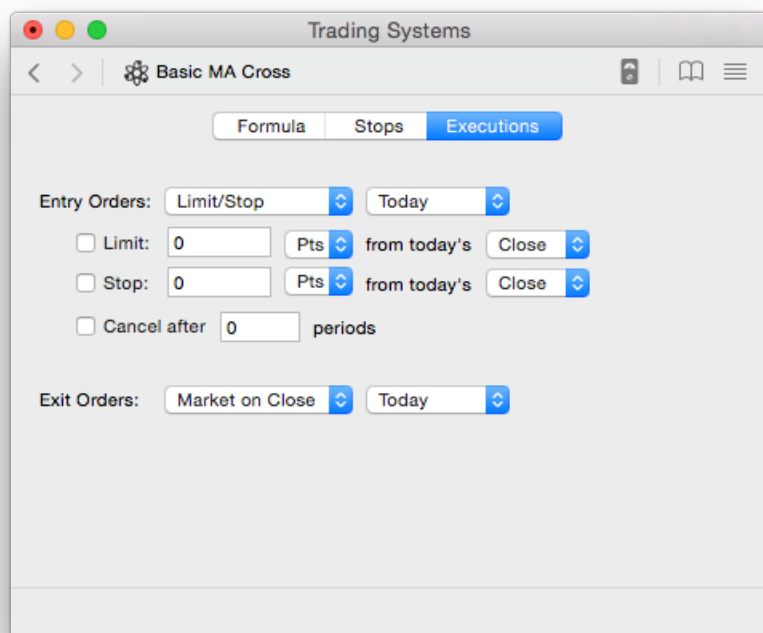 Trading Systems
Basic MA Cross
Formula Stops Executions
Entry Orders: Limit/Stop Today
Limit: 0 Pts from today's Close
Stop: 0 Pts from today's Close
Cancel after 0 periods
Exit Orders: Market on Close Today